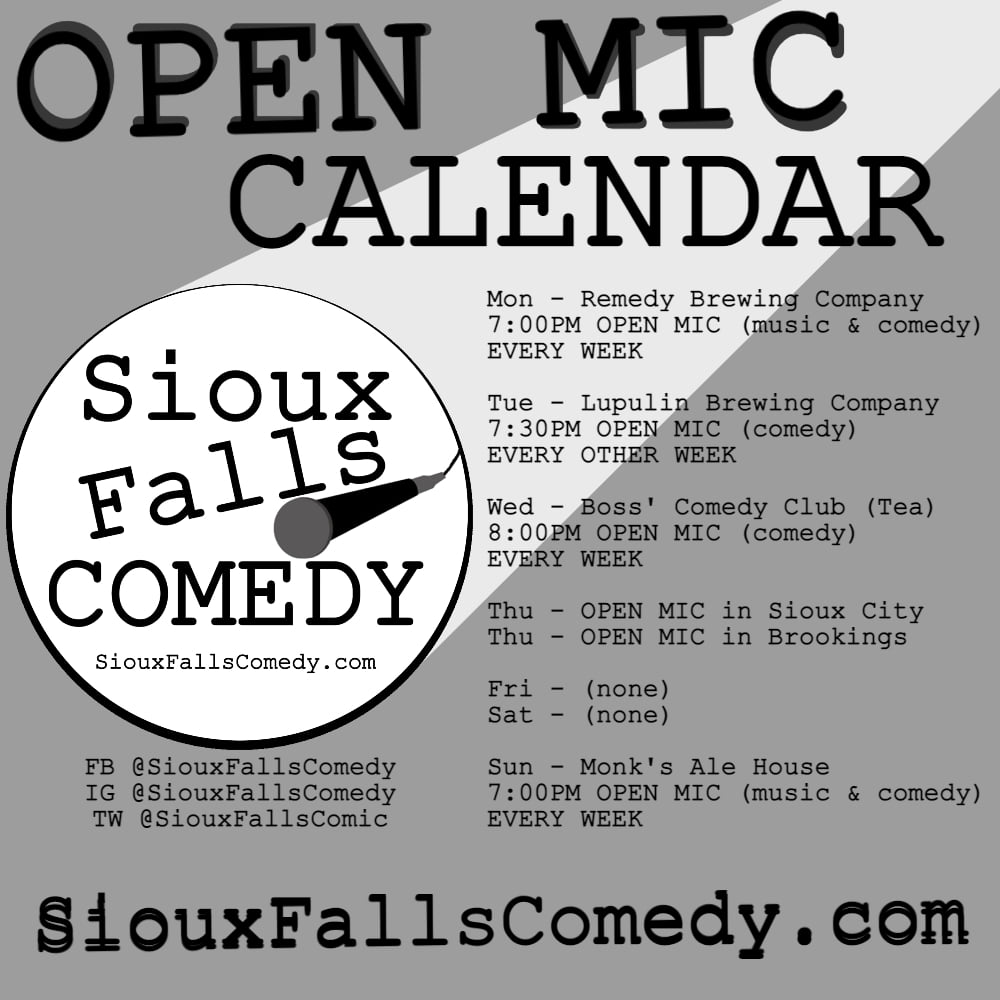 OPEN MIC
CALENDAR
Sioux
Falls
COMEDY
SiouxFallsComedy.com
FB @SiouxFallsComedy
IG @SiouxFallsComedy
TW @SiouxFallsComic
Mon - Remedy Brewing Company
7:00PM OPEN MIC (music & comedy)
EVERY WEEK
Tue - Lupulin Brewing Company
7:30PM OPEN MIC (comedy)
EVERY OTHER WEEK
Wed - Boss' Comedy Club (Tea)
8:00PM OPEN MIC (comedy)
EVERY WEEK
Thu - OPEN MIC in Sioux City
Thu - OPEN MIC in Brookings
Fri - (none)
Sat - (none)
Sun - Monk's Ale House
7:00PM OPEN MIC (music & comedy)
EVERY WEEK
SiouxFallsComedy.com